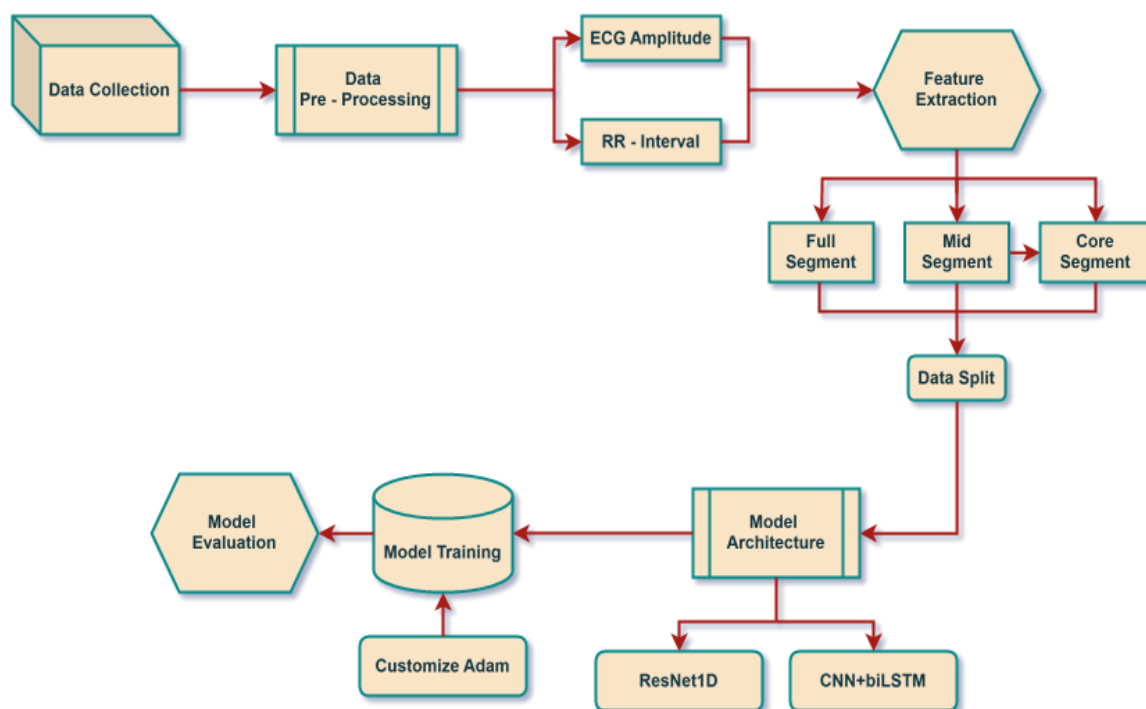 Data Collection
Data
Pre - Processing
ECG Amplitude
RR - Interval
Feature
Extraction
Full
Segment
Mid
Segment
Core
Segment
Data Split
Model
Architecture
Model Training
Model
Evaluation
Customize Adam
ResNet1D
CNN+biLSTM